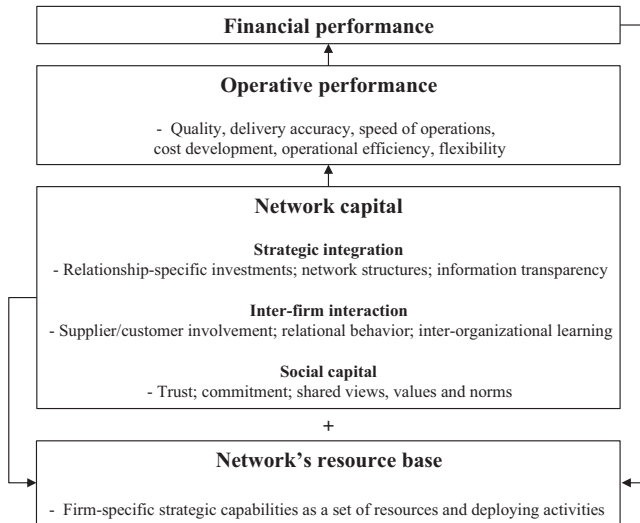 Financial performance
Operative performance
- Quality, delivery accuracy, speed of operations,
cost development, operational efficiency, flexibility
Network capital
Strategic integration
- Relationship-specific investments; network structures; information transparency
Inter-firm interaction
- Supplier/customer involvement; relational behavior; inter-organizational learning
Social capital
- Trust; commitment; shared views, values and norms
+
Network's resource base
- Firm-specific strategic capabilities as a set of resources and deploying activities